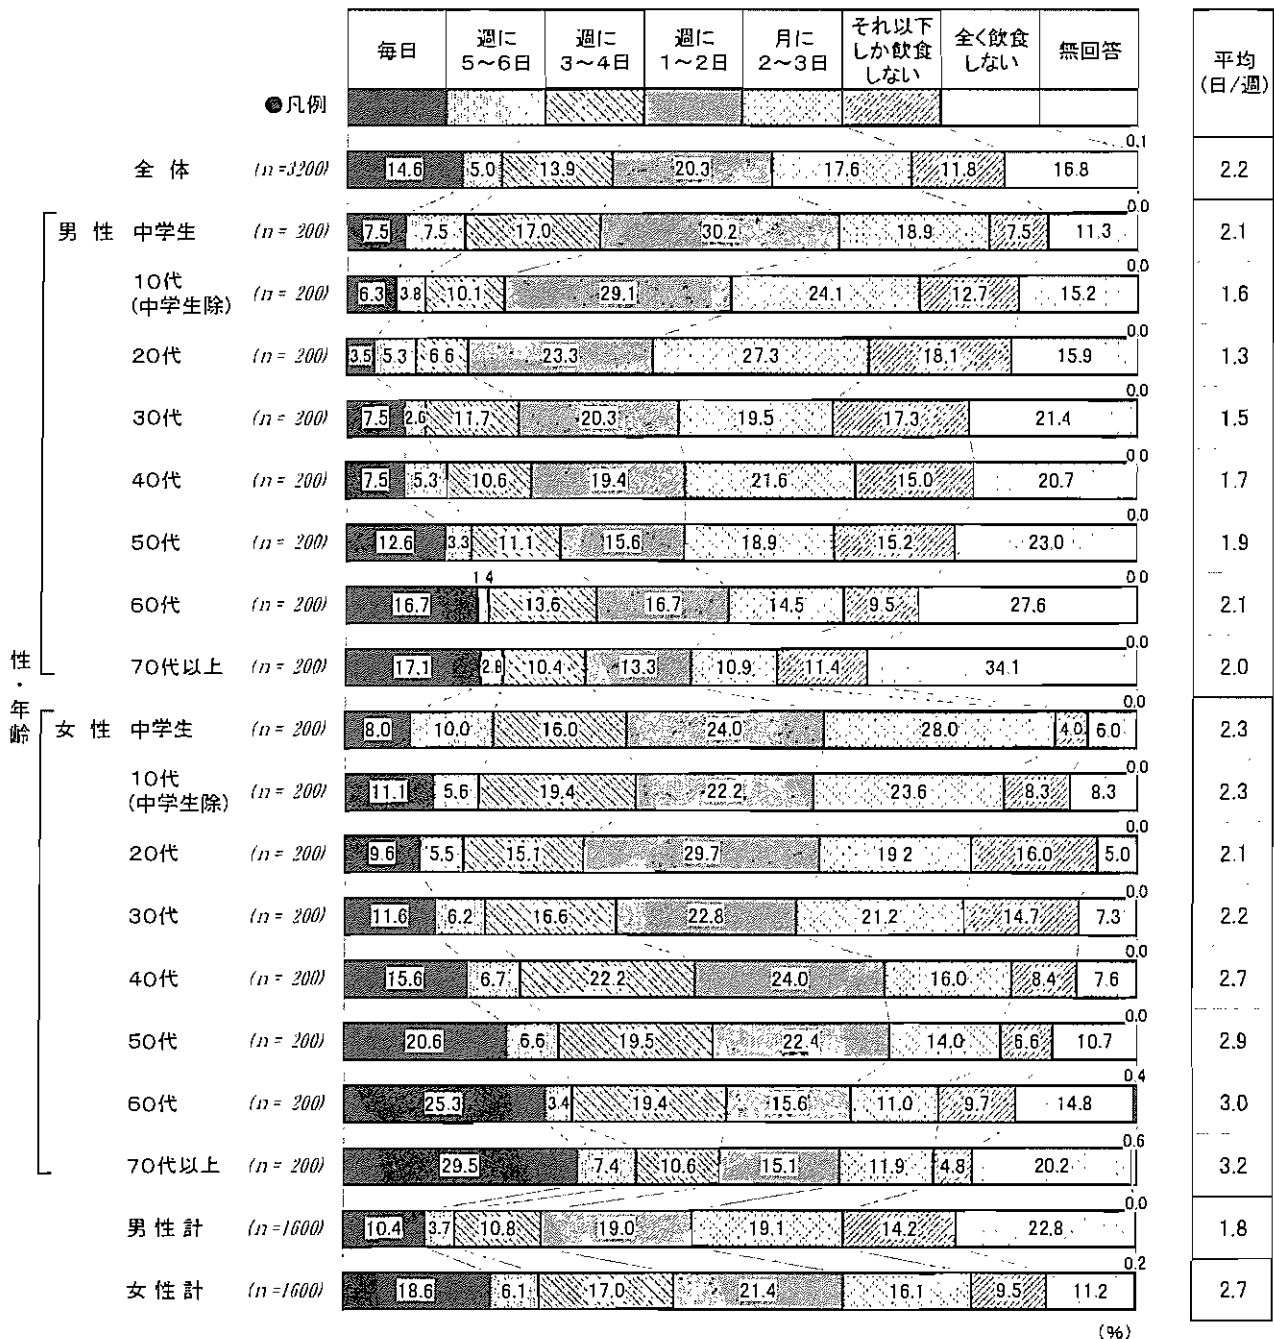 毎日 週に5～6日 週に3～4日 週に1～2日 月に2～3日 それ以下しか飲食しない 全く飲食しない 無回答 平均(日/週)
●凡例
全体 (n=3200) 14.6 5.0 13.9 20.3 17.6 11.8 16.8 0.1 2.2
性・年齢
男性 中学生 (n=200) 7.5 7.5 17.0 30.2 18.9 7.5 11.3 0.0 2.1
10代(中学生除) (n=200) 6.3 3.8 10.1 29.1 24.1 12.7 15.2 0.0 1.6
20代 (n=200) 3.5 5.3 6.6 23.3 27.3 18.1 15.9 0.0 1.3
30代 (n=200) 7.5 2.6 11.7 20.3 19.5 17.3 21.4 0.0 1.5
40代 (n=200) 7.5 5.3 10.6 19.4 21.6 15.0 20.7 0.0 1.7
50代 (n=200) 12.6 3.3 11.1 15.6 18.9 15.2 23.0 0.0 1.9
60代 (n=200) 16.7 1.4 13.6 16.7 14.5 9.5 27.6 0.0 2.1
70代以上 (n=200) 17.1 2.8 10.4 13.3 10.9 11.4 34.1 0.0 2.0
女性 中学生 (n=200) 8.0 10.0 16.0 24.0 28.0 4.0 6.0 0.0 2.3
10代(中学生除) (n=200) 11.1 5.6 19.4 22.2 23.6 8.3 8.3 0.0 2.3
20代 (n=200) 9.6 5.5 15.1 29.7 19.2 16.0 5.0 0.0 2.1
30代 (n=200) 11.6 6.2 16.6 22.8 21.2 14.7 7.3 0.0 2.2
40代 (n=200) 15.6 6.7 22.2 24.0 16.0 8.4 7.6 0.0 2.7
50代 (n=200) 20.6 6.6 19.5 22.4 14.0 6.6 10.7 0.0 2.9
60代 (n=200) 25.3 3.4 19.4 15.6 11.0 9.7 14.8 0.4 3.0
70代以上 (n=200) 29.5 7.4 10.6 15.1 11.9 4.8 20.2 0.6 3.2
男性計 (n=1600) 10.4 3.7 10.8 19.0 19.1 14.2 22.8 0.0 1.8
女性計 (n=1600) 18.6 6.1 17.0 21.4 16.1 9.5 11.2 0.2 2.7
(%)